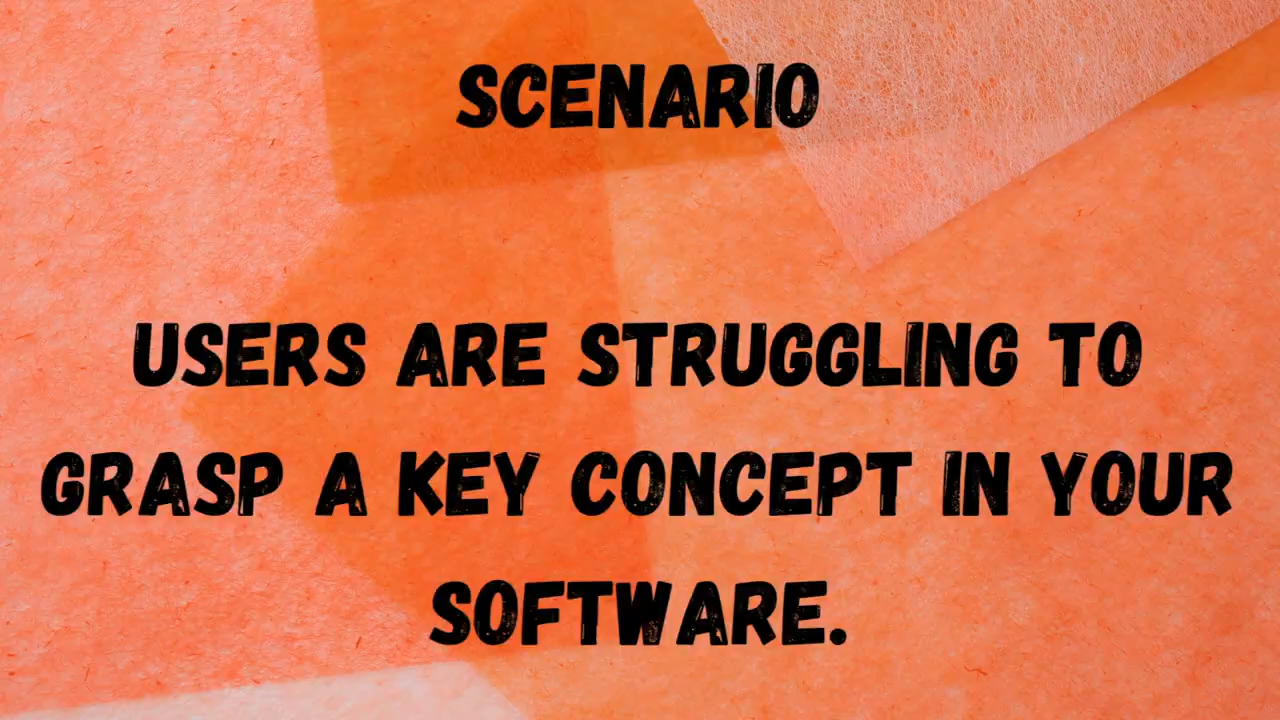 SCENARIO
USERS ARE STRUGGLING TO
GRASP A KEY CONCEPT IN YOUR
SOFTWARE.